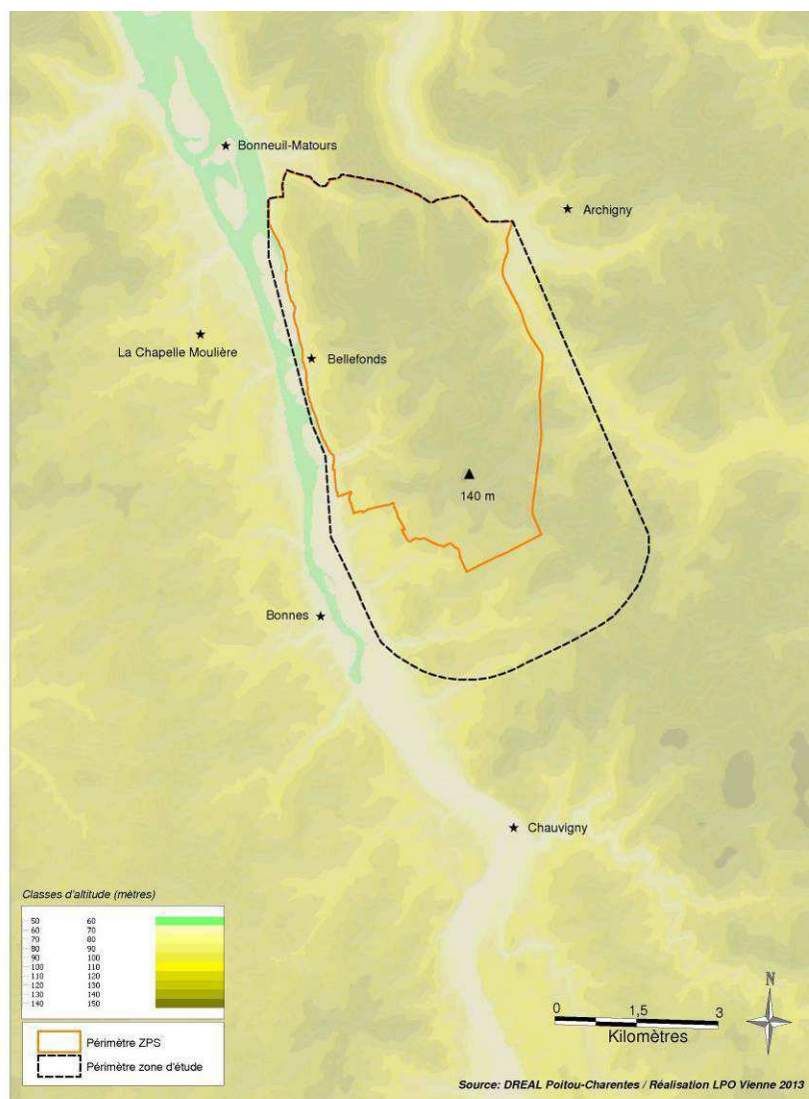 Bonneuil-Matours
Archigny
La Chapelle Moulière
Bellefonds
140 m
Bonnes
Chauvigny
Classes d'altitude (mètres)
50 60
60 70
70 80
80 90
90 100
100 110
110 120
120 130
130 140
140 150
Périmètre ZPS
Périmètre zone d'étude
N
0 1,5 3
Kilomètres
Source: DREAL Poitou-Charentes / Réalisation LPO Vienne 2013